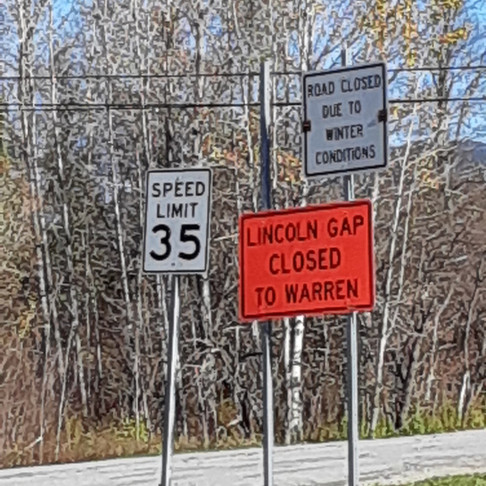 ROAD CLOSED
DUE TO
WINTER
CONDITIONS
SPEED
LIMIT
35
LINCOLN GAP
CLOSED
TO WARREN